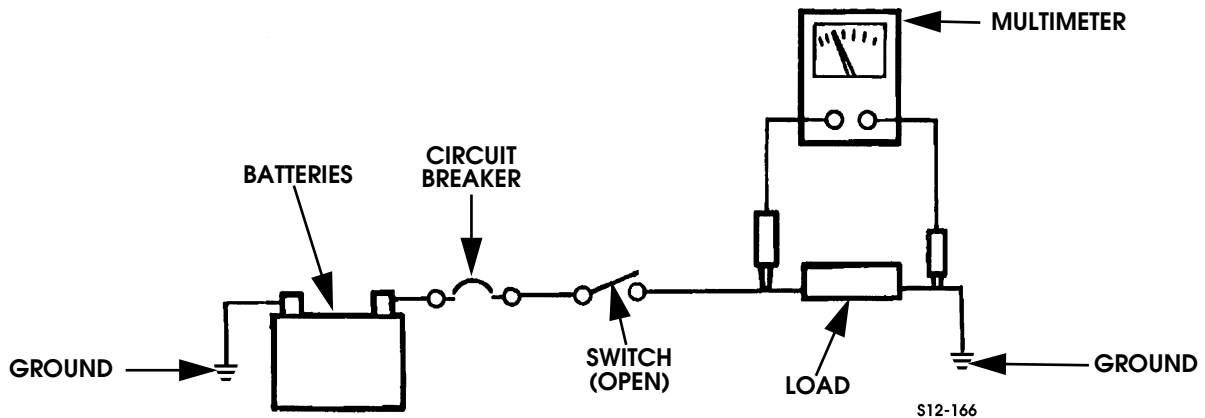 MULTIMETER
CIRCUIT
BREAKER
BATTERIES
SWITCH
(OPEN)
GROUND
LOAD
GROUND
S12-166